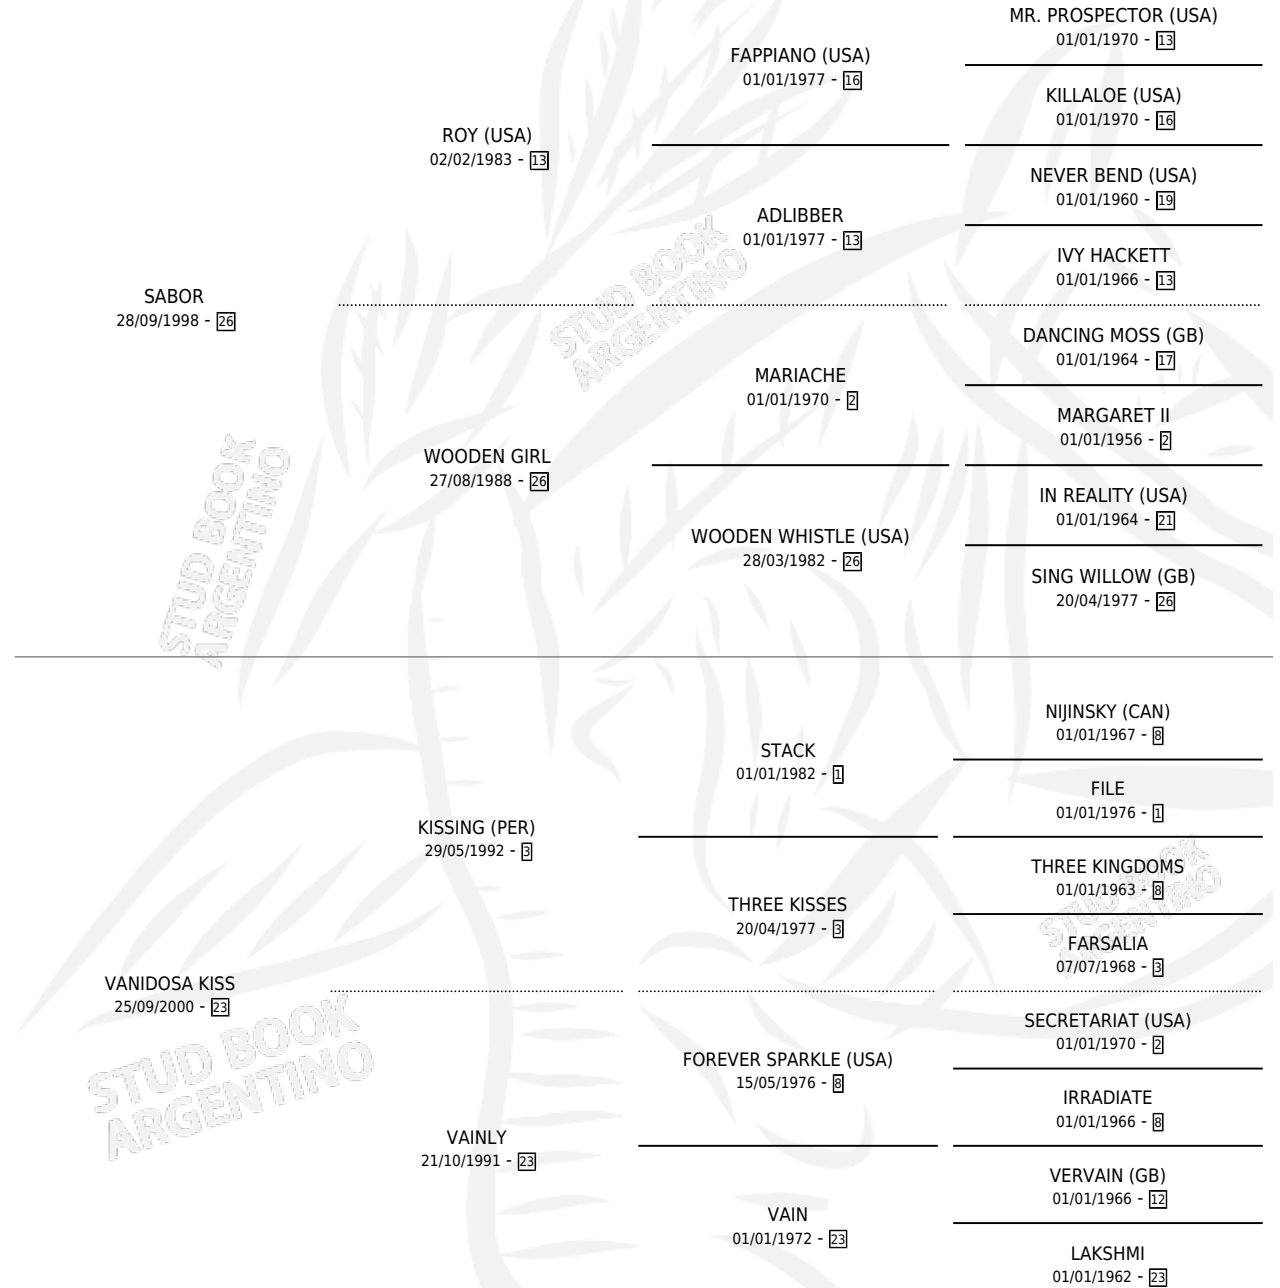 MR. PROSPECTOR (USA)
01/01/1970 - 13
FAPPIANO (USA)
01/01/1977 - 16
KILLALOE (USA)
01/01/1970 - 16
ROY (USA)
02/02/1983 - 13
NEVER BEND (USA)
01/01/1960 - 19
ADLIBBER
01/01/1977 - 13
IVY HACKETT
01/01/1966 - 13
SABOR
28/09/1998 - 26
STUD BOOK
ARGENTINO
DANCING MOSS (GB)
01/01/1964 - 17
MARIACHE
01/01/1970 - 2
MARGARET II
01/01/1956 - 2
WOODEN GIRL
27/08/1988 - 26
IN REALITY (USA)
01/01/1964 - 21
WOODEN WHISTLE (USA)
28/03/1982 - 26
SING WILLOW (GB)
20/04/1977 - 26
STUD BOOK
ARGENTINO
NIJINSKY (CAN)
01/01/1967 - 8
STACK
01/01/1982 - 1
FILE
01/01/1976 - 1
KISSING (PER)
29/05/1992 - 3
THREE KINGDOMS
01/01/1963 - 8
THREE KISSES
20/04/1977 - 3
FARSALIA
07/07/1968 - 3
STUD BOOK
ARGENTINO
VANIDOSA KISS
25/09/2000 - 23
SECRETARIAT (USA)
01/01/1970 - 2
FOREVER SPARKLE (USA)
15/05/1976 - 8
IRRADIATE
01/01/1966 - 8
STUD BOOK
ARGENTINO
VAINLY
21/10/1991 - 23
VERVAIN (GB)
01/01/1966 - 12
VAIN
01/01/1972 - 23
LAKSHMI
01/01/1962 - 23